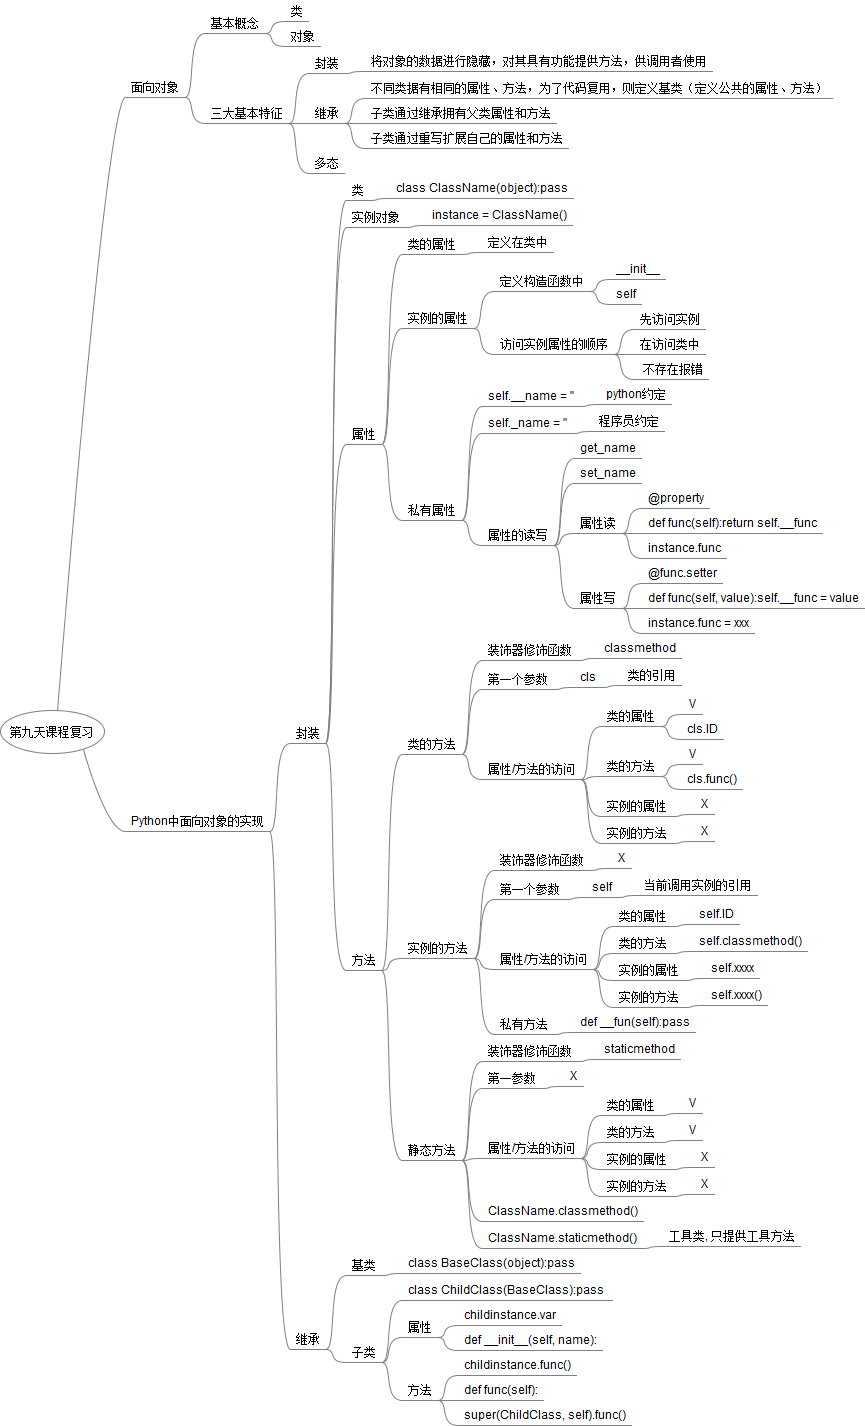 第九天课程复习
面向对象
基本概念
类
对象
三大基本特征
封装
将对象的数据进行隐藏，对其具有功能提供方法，供调用者使用
继承
不同类据有相同的属性、方法，为了代码复用，则定义基类（定义公共的属性、方法）
子类通过继承拥有父类属性和方法
子类通过重写扩展自己的属性和方法
多态
Python中面向对象的实现
封装
类
class ClassName(object):pass
实例对象
instance = ClassName()
属性
类的属性
定义在类中
实例的属性
定义构造函数中
__init__
self
访问实例属性的顺序
先访问实例
在访问类中
不存在报错
私有属性
self.__name = ''
python约定
self._name = ''
程序员约定
属性的读写
get_name
set_name
属性读
@property
def func(self):return self.__func
instance.func
属性写
@func.setter
def func(self, value):self.__func = value
instance.func = xxx
方法
类的方法
装饰器修饰函数
classmethod
第一个参数
cls
类的引用
属性/方法的访问
类的属性
V
cls.ID
类的方法
V
cls.func()
实例的属性
X
实例的方法
X
实例的方法
装饰器修饰函数
X
第一个参数
self
当前调用实例的引用
属性/方法的访问
类的属性
self.ID
类的方法
self.classmethod()
实例的属性
self.xxxx
实例的方法
self.xxxx()
私有方法
def __fun(self):pass
静态方法
装饰器修饰函数
staticmethod
第一参数
X
属性/方法的访问
类的属性
V
类的方法
V
实例的属性
X
实例的方法
X
ClassName.classmethod()
ClassName.staticmethod()
工具类, 只提供工具方法
继承
基类
class BaseClass(object):pass
子类
class ChildClass(BaseClass):pass
属性
childinstance.var
def __init__(self, name):
方法
childinstance.func()
def func(self):
super(ChildClass, self).func()